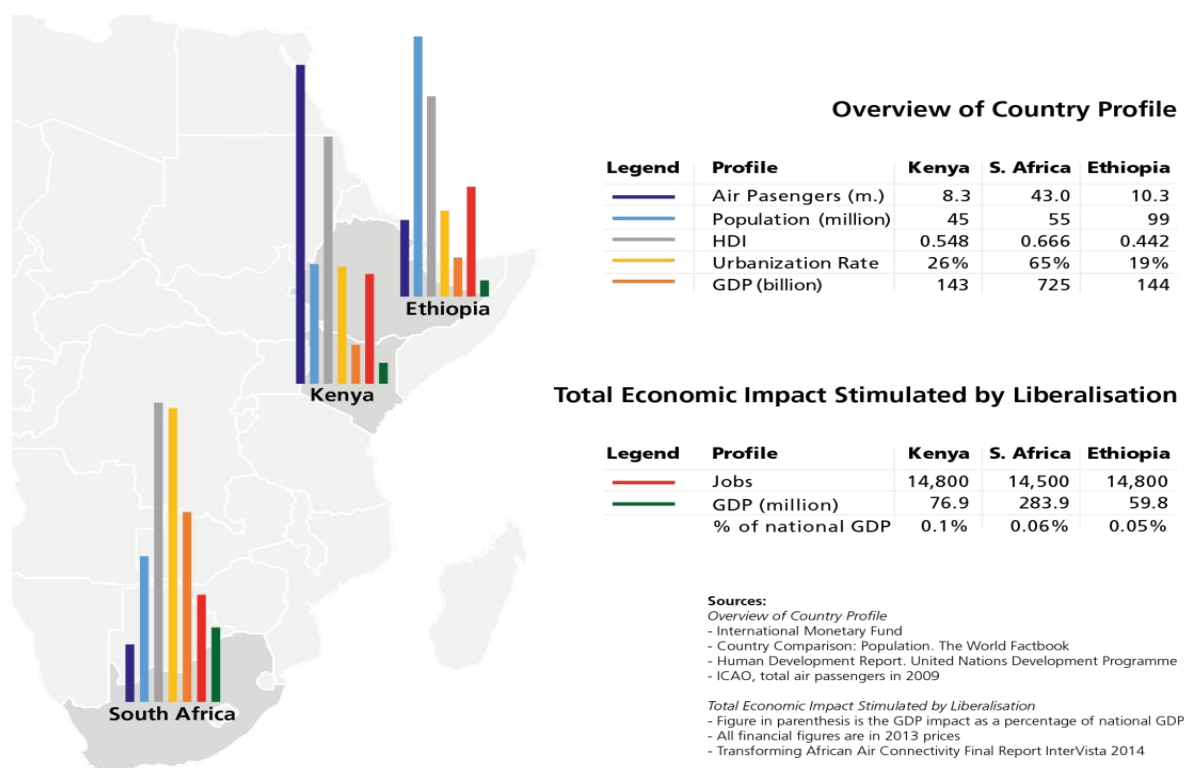 Overview of Country Profile
Legend Profile Kenya S. Africa Ethiopia
Air Pasengers (m.) 8.3 43.0 10.3
Population (million) 45 55 99
HDI 0.548 0.666 0.442
Urbanization Rate 26% 65% 19%
GDP (billion) 143 725 144
Ethiopia
Kenya
South Africa
Total Economic Impact Stimulated by Liberalisation
Legend Profile Kenya S. Africa Ethiopia
Jobs 14,800 14,500 14,800
GDP (million) 76.9 283.9 59.8
% of national GDP 0.1% 0.06% 0.05%
Sources:
Overview of Country Profile
- International Monetary Fund
- Country Comparison: Population. The World Factbook
- Human Development Report. United Nations Development Programme
- ICAO, total air passengers in 2009
Total Economic Impact Stimulated by Liberalisation
- Figure in parenthesis is the GDP impact as a percentage of national GDP
- All financial figures are in 2013 prices
- Transforming African Air Connectivity Final Report InterVista 2014